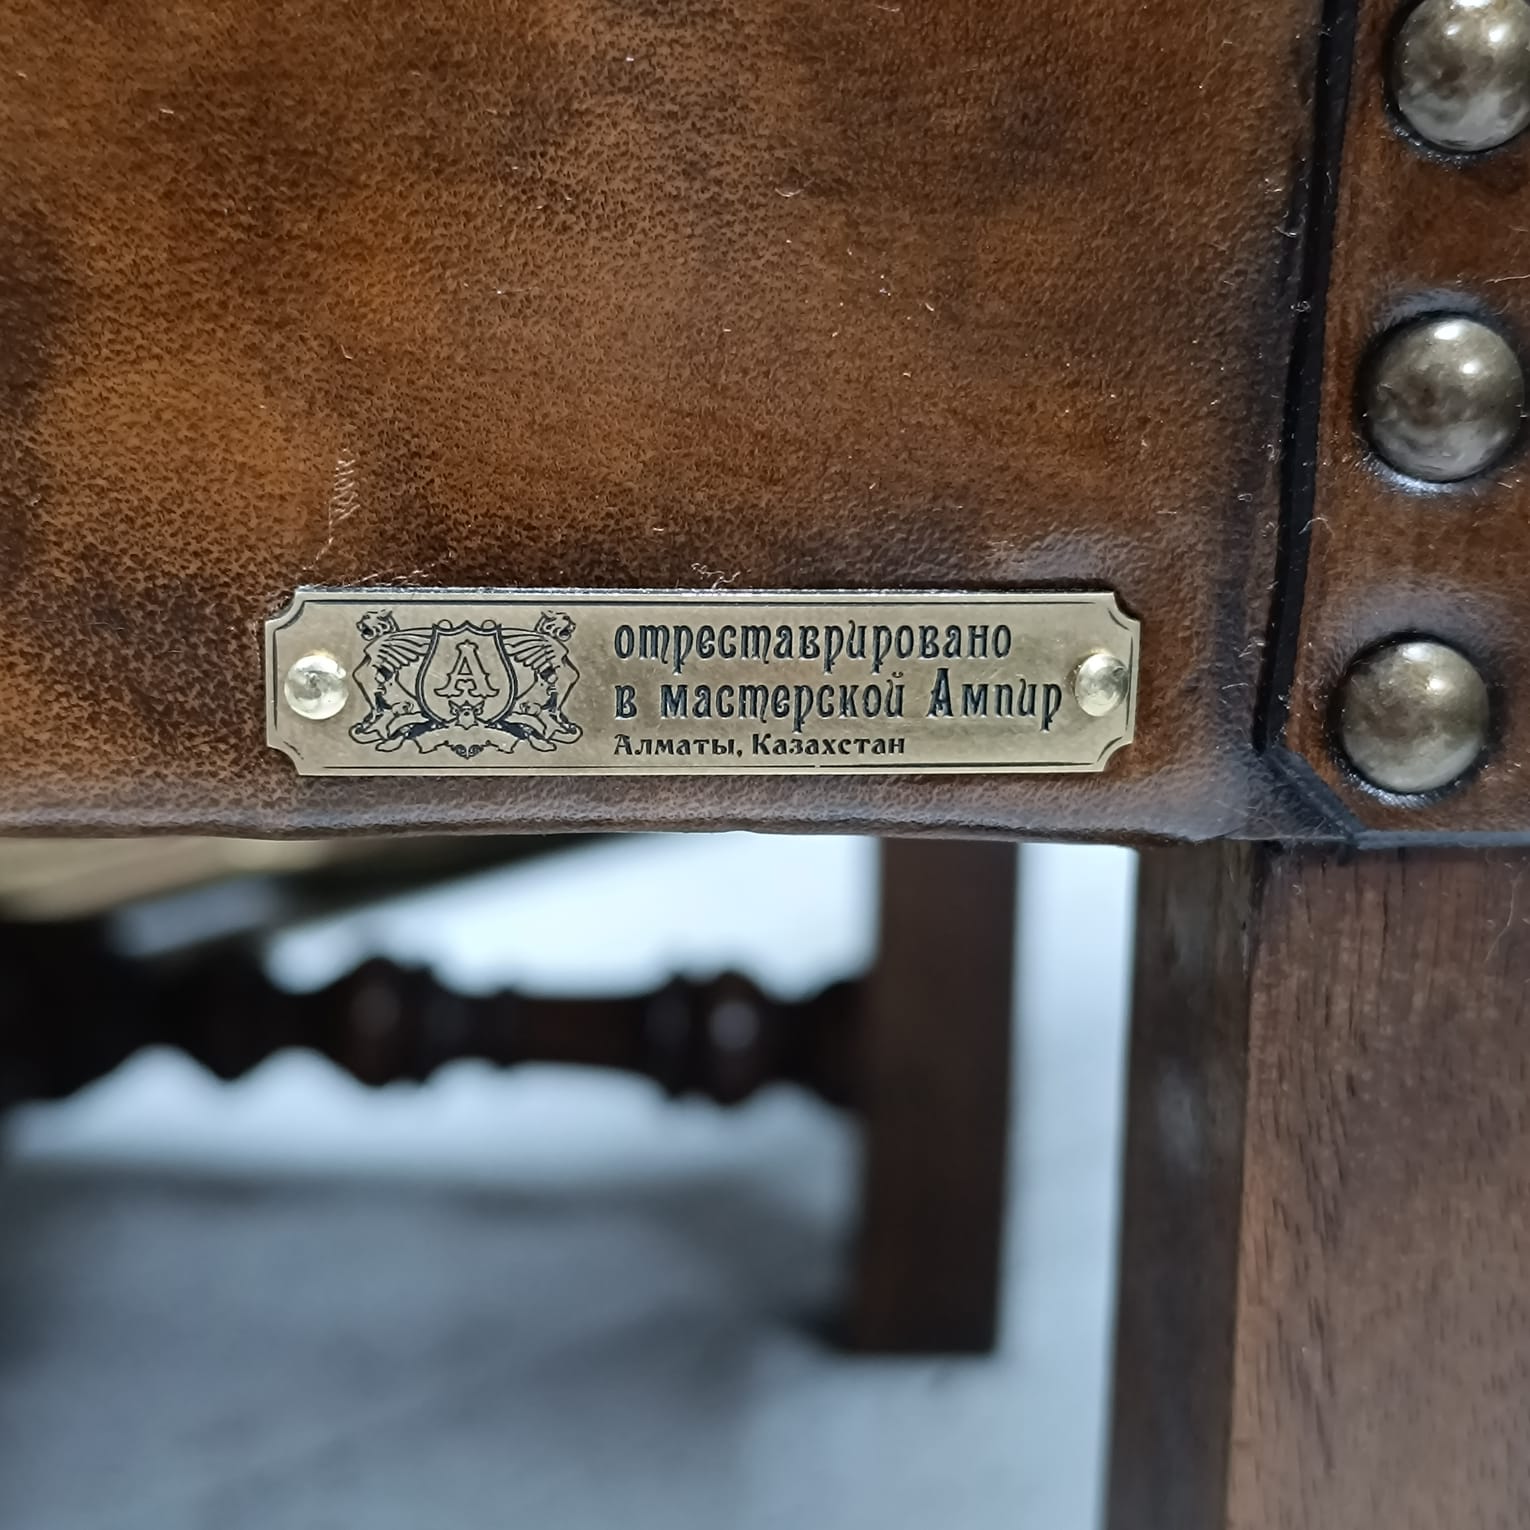 А
отреставрировано
в мастерской Ампир
Алматы, Казахстан